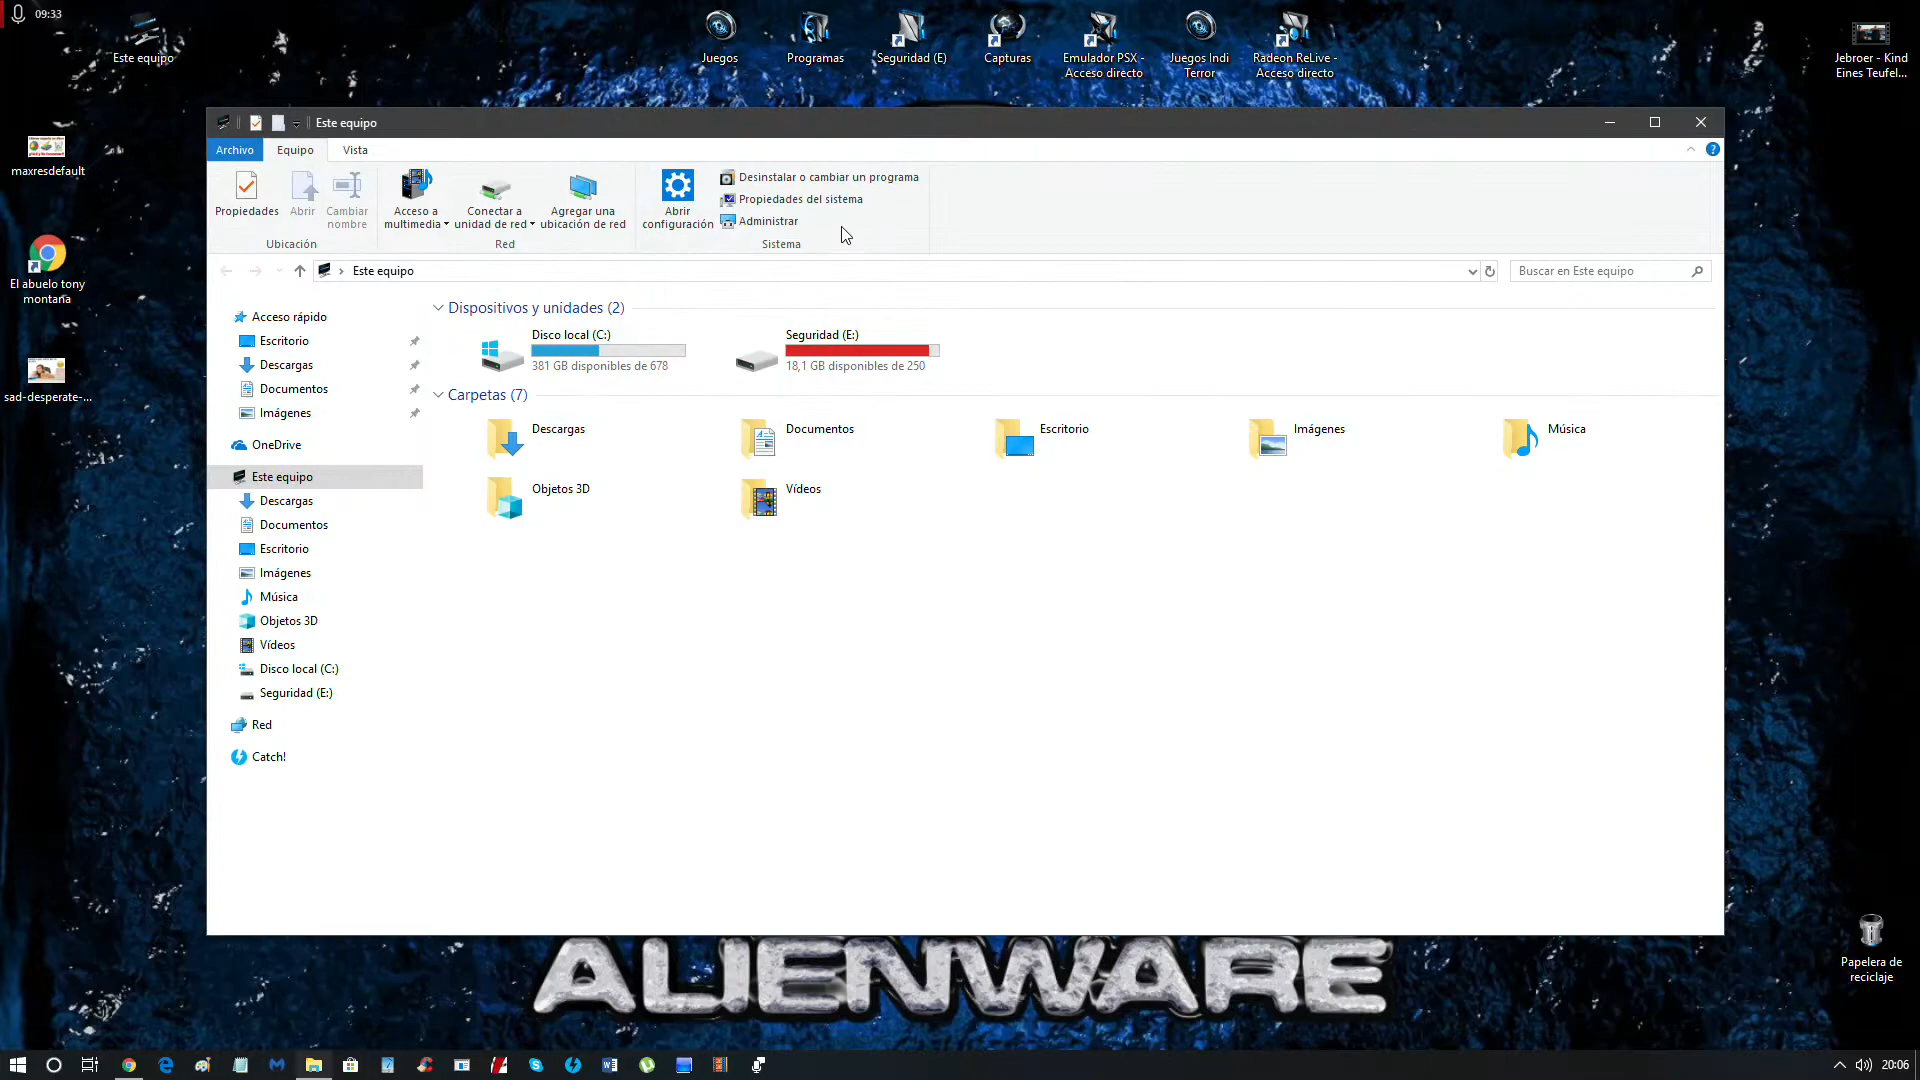 09:33
Este equipo
Juegos
Programas
Seguridad (E)
Capturas
Emulador PSX -
Acceso directo
Juegos Indi
Terror
Radeon ReLive -
Acceso directo
Jebroer - Kind
Eines Teufel...
maxresdefault
El abuelo tony
montana
sad-desperate-...
Este equipo
Archivo
Equipo
Vista
Propiedades
Abrir
Cambiar
nombre
Ubicación
Acceso a
multimedia
Conectar a
unidad de red
Agregar una
ubicación de red
Red
Abrir
configuración
Desinstalar o cambiar un programa
Propiedades del sistema
Administrar
Sistema
Este equipo
Buscar en Este equipo
Acceso rápido
Escritorio
Descargas
Documentos
Imágenes
OneDrive
Este equipo
Descargas
Documentos
Escritorio
Imágenes
Música
Objetos 3D
Vídeos
Disco local (C:)
Seguridad (E:)
Red
Catch!
Dispositivos y unidades (2)
Disco local (C:)
381 GB disponibles de 678
Seguridad (E:)
18,1 GB disponibles de 250
Carpetas (7)
Descargas
Documentos
Escritorio
Imágenes
Música
Objetos 3D
Vídeos
ALIENWARE
Papelera de
reciclaje
20:06